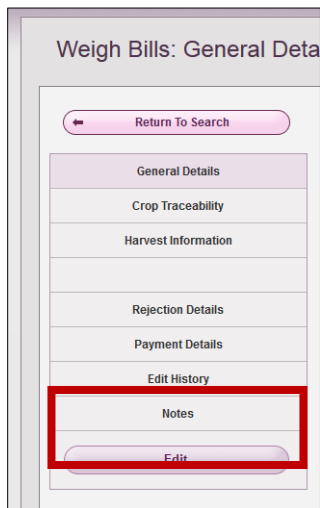 Weigh Bills: General Deta
Return To Search
General Details
Crop Traceability
Harvest Information
Rejection Details
Payment Details
Edit History
Notes
Edit